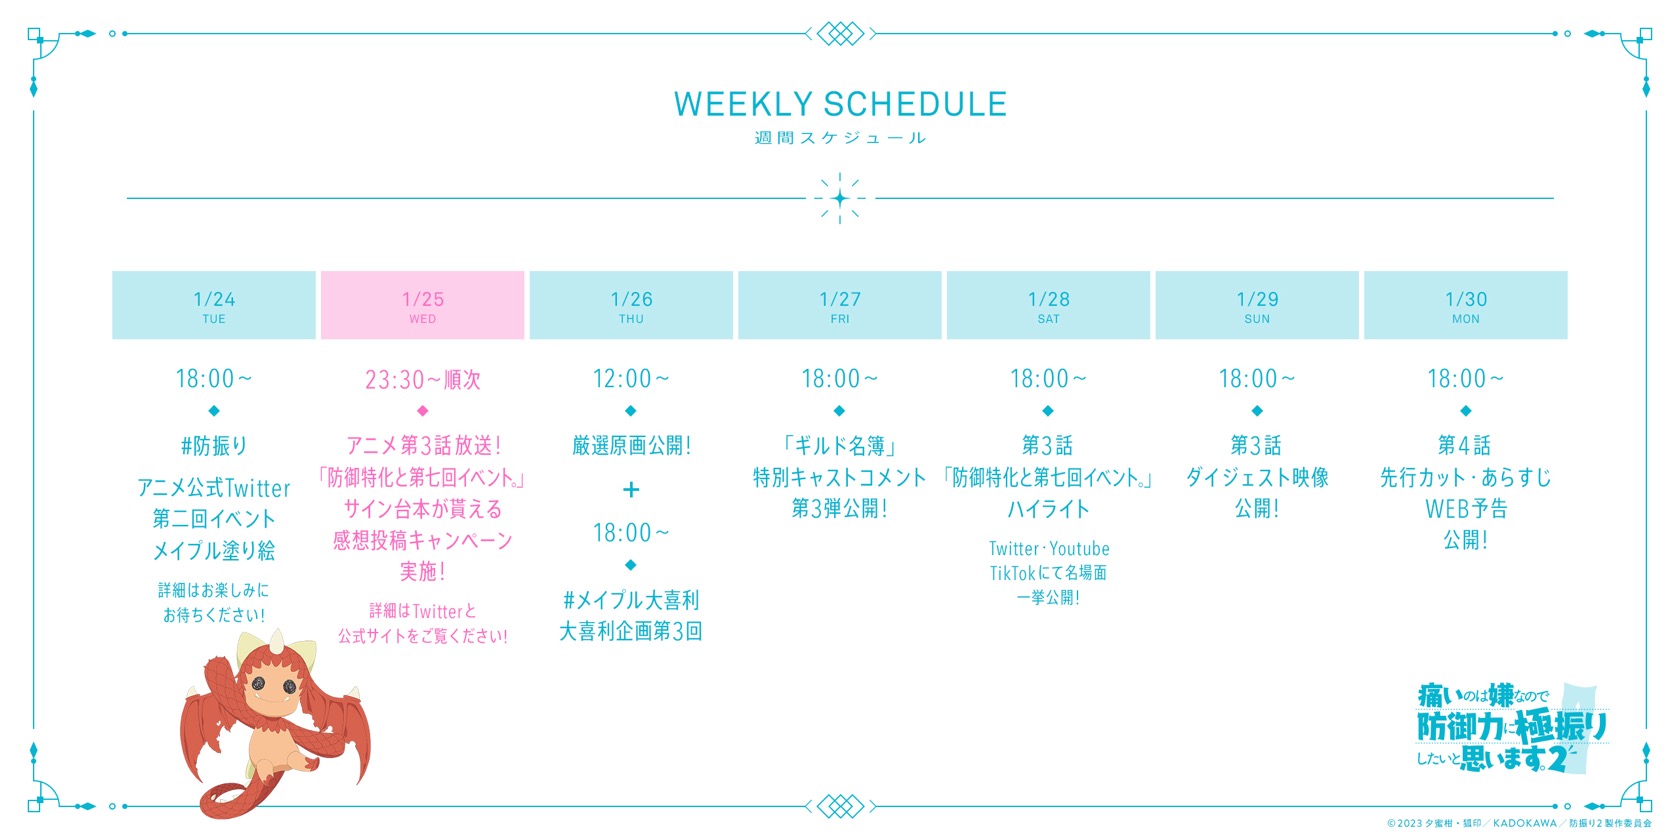 WEEKLY SCHEDULE
週間スケジュール
1/24
TUE
18:00~
#防振り
アニメ公式Twitter
第二回イベント
メイプル塗り絵
詳細はお楽しみに
お待ちください!
1/25
WED
23:30~順次
アニメ第3話放送!
「防御特化と第七回イベント。」
サイン台本が貰える
感想投稿キャンペーン
実施!
詳細はTwitterと
公式サイトをご覧ください!
1/26
THU
12:00~
厳選原画公開!
+
18:00~
#メイプル大喜利
大喜利企画第3回
1/27
FRI
18:00~
「ギルド名簿」
特別キャストコメント
第3弾公開!
1/28
SAT
18:00~
第3話
「防御特化と第七回イベント。」
ハイライト
Twitter・Youtube
TikTokにて名場面
一挙公開!
1/29
SUN
18:00~
第3話
ダイジェスト映像
公開!
1/30
MON
18:00~
第4話
先行カット・あらすじ
WEB予告
公開!
痛いのは嫌なので
防御力に極振り
したいと思います。2
©2023 夕蜜柑・狐印/KADOKAWA/防振り2製作委員会